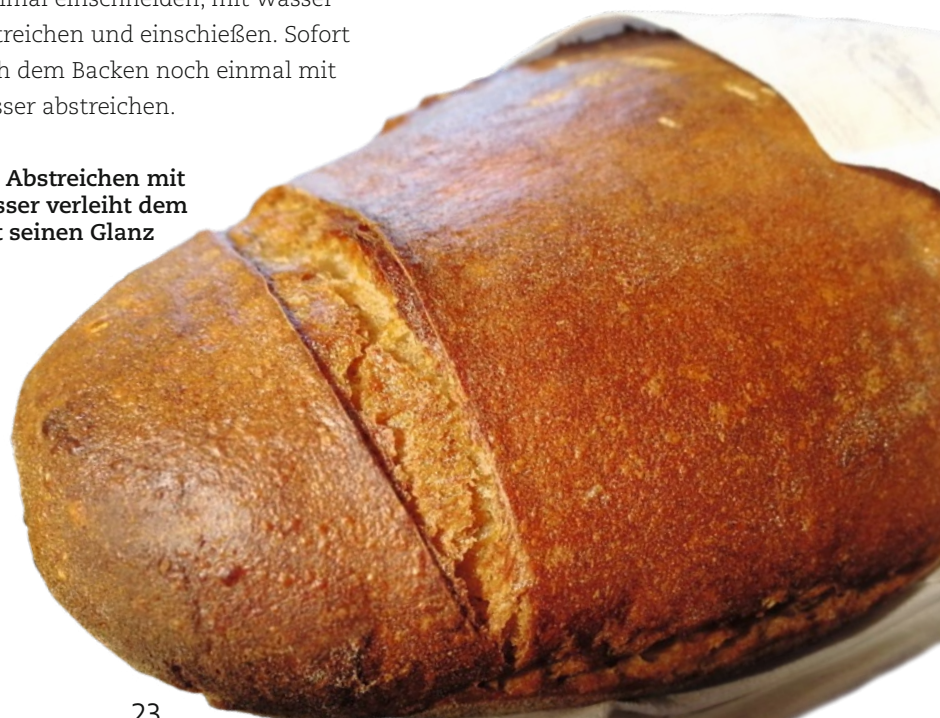 einschneiden, mit Wasser
treichen und einschießen. Sofort
h dem Backen noch einmal mit
sser abstreichen.
Abstreichen mit
sser verleiht dem
t seinen Glanz
23